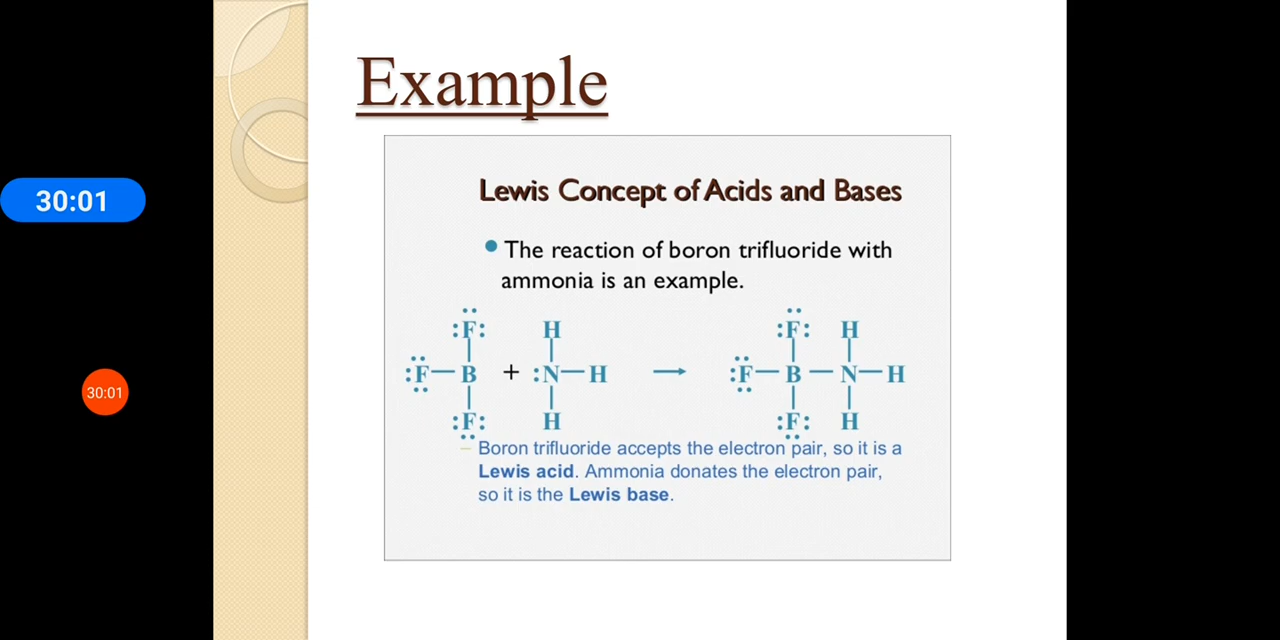 Example
30:01
30:01
Lewis Concept of Acids and Bases
• The reaction of boron trifluoride with
ammonia is an example.
:F: H :F: H
:F — B + :N — H → :F — B — N — H
:F: H :F: H
– Boron trifluoride accepts the electron pair, so it is a
Lewis acid. Ammonia donates the electron pair,
so it is the Lewis base.